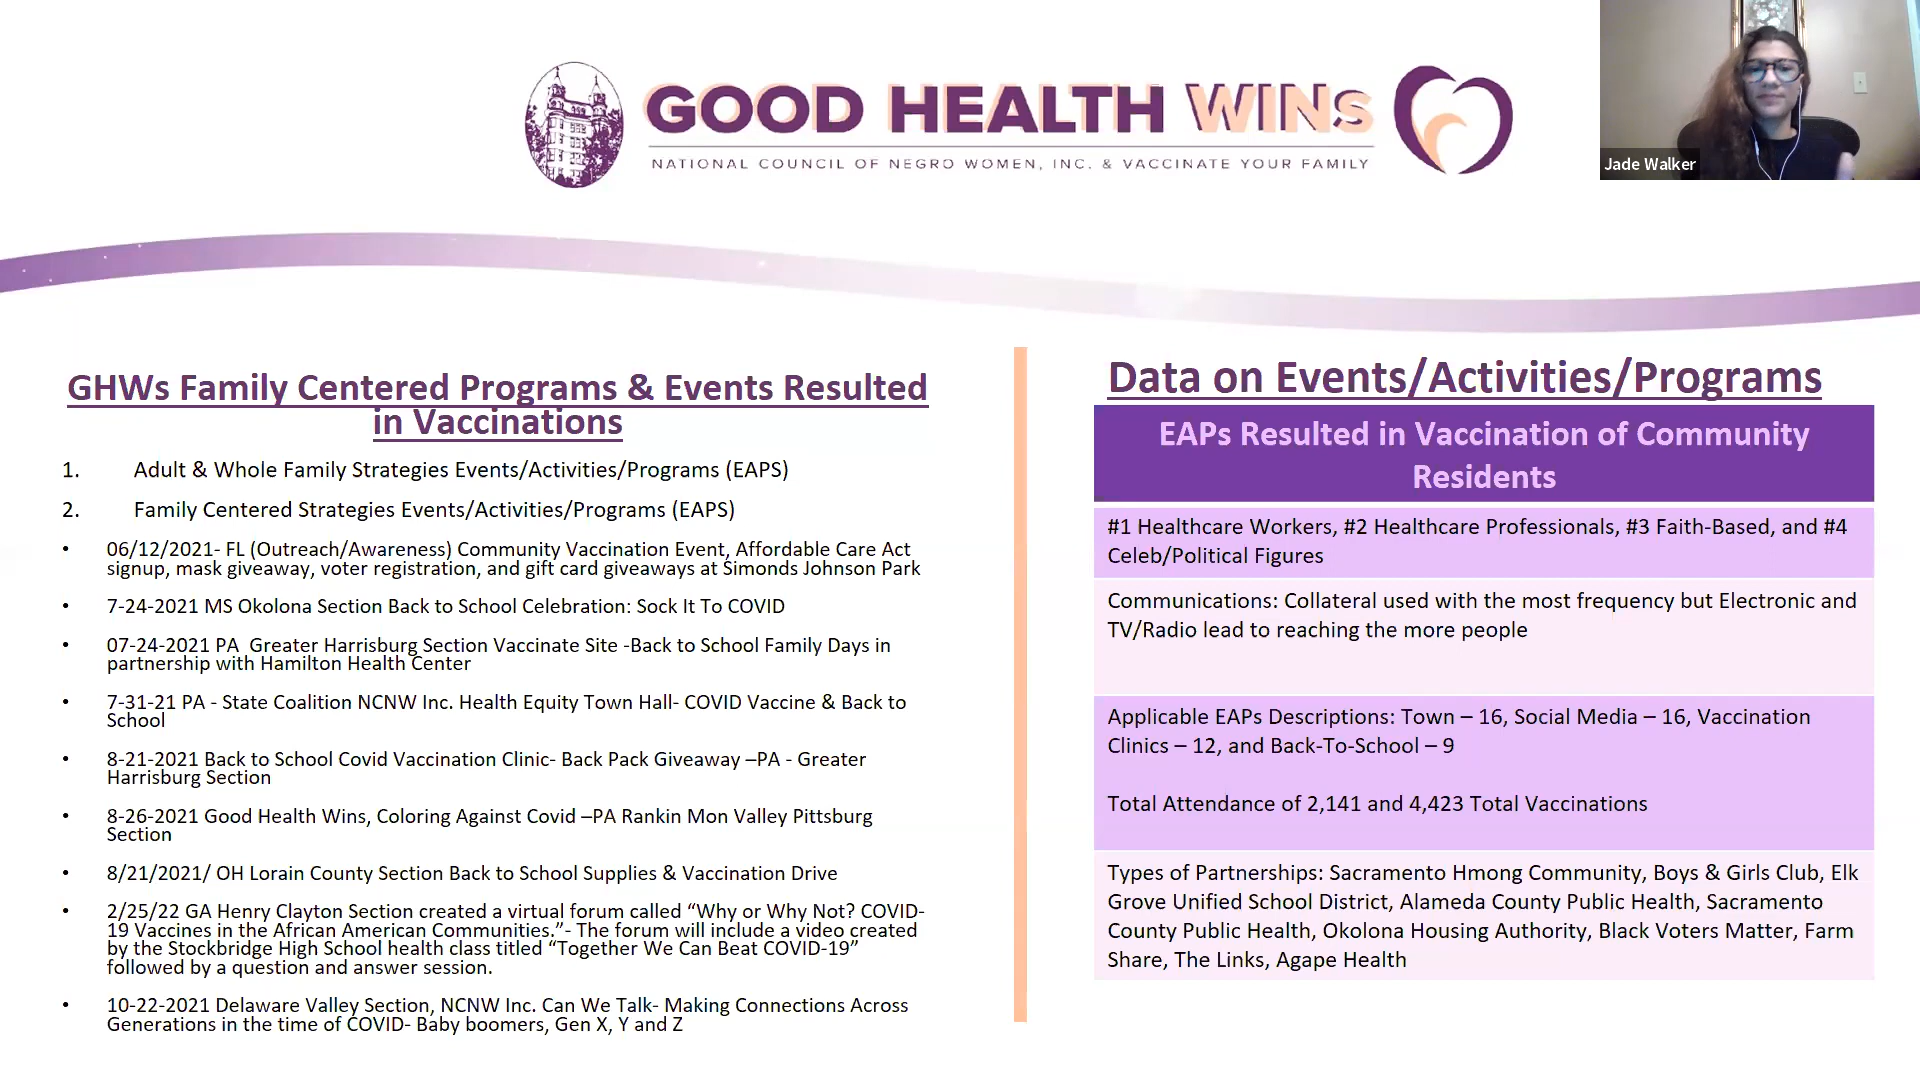 GOOD HEALTH WINs
NATIONAL COUNCIL OF NEGRO WOMEN, INC. & VACCINATE YOUR FAMILY
Jade Walker
GHWs Family Centered Programs & Events Resulted
in Vaccinations
1. Adult & Whole Family Strategies Events/Activities/Programs (EAPS)
2. Family Centered Strategies Events/Activities/Programs (EAPS)
• 06/12/2021- FL (Outreach/Awareness) Community Vaccination Event, Affordable Care Act
signup, mask giveaway, voter registration, and gift card giveaways at Simonds Johnson Park
• 7-24-2021 MS Okolona Section Back to School Celebration: Sock It To COVID
• 07-24-2021 PA  Greater Harrisburg Section Vaccinate Site -Back to School Family Days in
partnership with Hamilton Health Center
• 7-31-21 PA - State Coalition NCNW Inc. Health Equity Town Hall- COVID Vaccine & Back to
School
• 8-21-2021 Back to School Covid Vaccination Clinic- Back Pack Giveaway –PA - Greater
Harrisburg Section
• 8-26-2021 Good Health Wins, Coloring Against Covid –PA Rankin Mon Valley Pittsburg
Section
• 8/21/2021/ OH Lorain County Section Back to School Supplies & Vaccination Drive
• 2/25/22 GA Henry Clayton Section created a virtual forum called “Why or Why Not? COVID-
19 Vaccines in the African American Communities.”- The forum will include a video created
by the Stockbridge High School health class titled “Together We Can Beat COVID-19”
followed by a question and answer session.
• 10-22-2021 Delaware Valley Section, NCNW Inc. Can We Talk- Making Connections Across
Generations in the time of COVID- Baby boomers, Gen X, Y and Z
Data on Events/Activities/Programs
EAPs Resulted in Vaccination of Community
Residents
#1 Healthcare Workers, #2 Healthcare Professionals, #3 Faith-Based, and #4
Celeb/Political Figures
Communications: Collateral used with the most frequency but Electronic and
TV/Radio lead to reaching the more people
Applicable EAPs Descriptions: Town – 16, Social Media – 16, Vaccination
Clinics – 12, and Back-To-School – 9
Total Attendance of 2,141 and 4,423 Total Vaccinations
Types of Partnerships: Sacramento Hmong Community, Boys & Girls Club, Elk
Grove Unified School District, Alameda County Public Health, Sacramento
County Public Health, Okolona Housing Authority, Black Voters Matter, Farm
Share, The Links, Agape Health